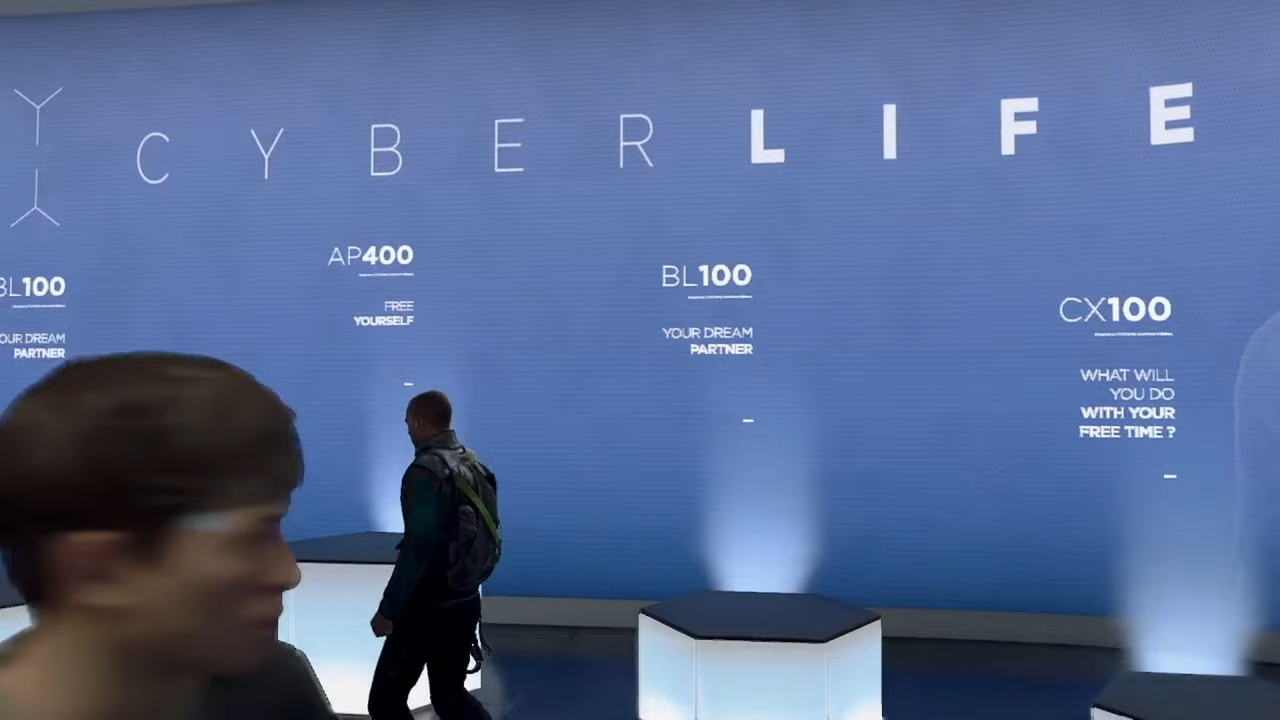 CYBERLIFE
BL100
OUR DREAM
PARTNER
AP400
FREE
YOURSELF
BL100
YOUR DREAM
PARTNER
CX100
WHAT WILL
YOU DO
WITH YOUR
FREE TIME ?